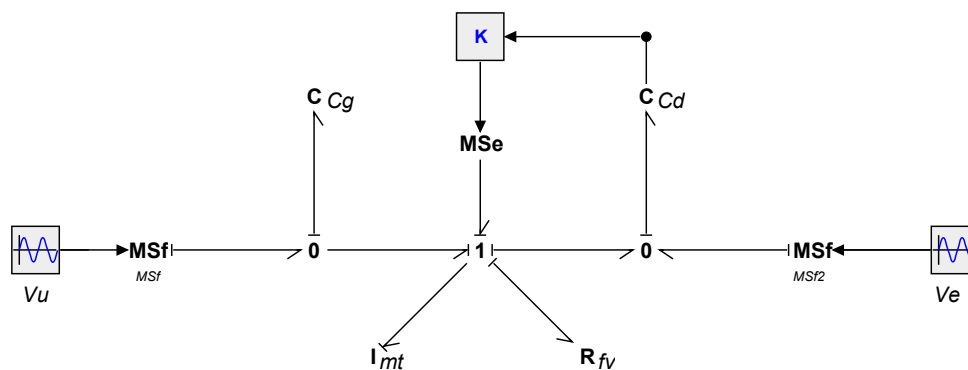 K
C Cg
C Cd
MSe
MSf 0 1 0 MSf
MSf MSf2
Vu Ve
I mt R fv